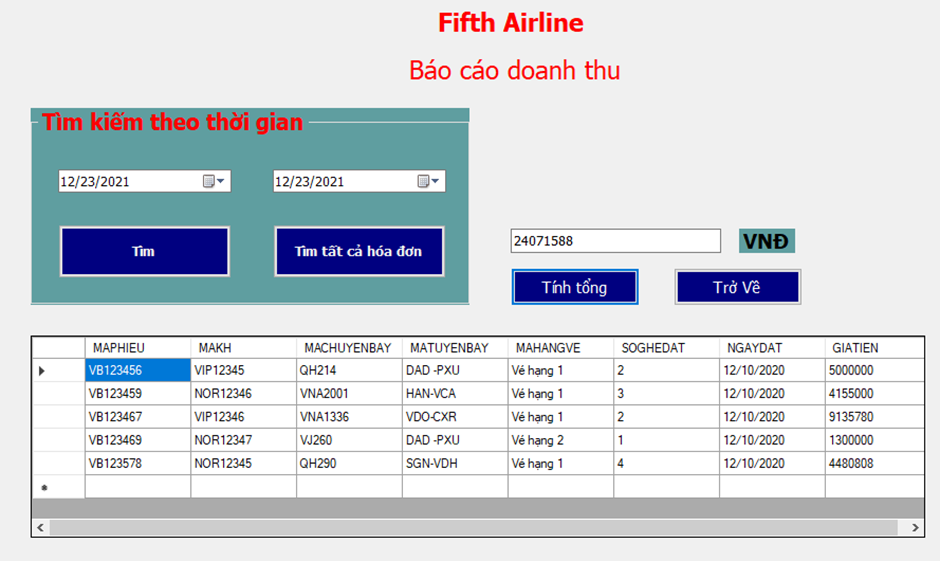 Fifth Airline
Báo cáo doanh thu
Tìm kiếm theo thời gian
12/23/2021 12/23/2021
Tìm Tìm tất cả hóa đơn
24071588 VNĐ
Tính tổng Trở Về
MAPHIEU MAKH MACHUYENBAY MATUYENBAY MAHANGVE SOGHEDAT NGAYDAT GIATIEN
VB123456 VIP12345 QH214 DAD -PXU Vé hạng 1 2 12/10/2020 5000000
VB123459 NOR12346 VNA2001 HAN-VCA Vé hạng 1 3 12/10/2020 4155000
VB123467 VIP12346 VNA1336 VDO-CXR Vé hạng 1 2 12/10/2020 9135780
VB123469 NOR12347 VJ260 DAD -PXU Vé hạng 2 1 12/10/2020 1300000
VB123578 NOR12345 QH290 SGN-VDH Vé hạng 1 4 12/10/2020 4480808